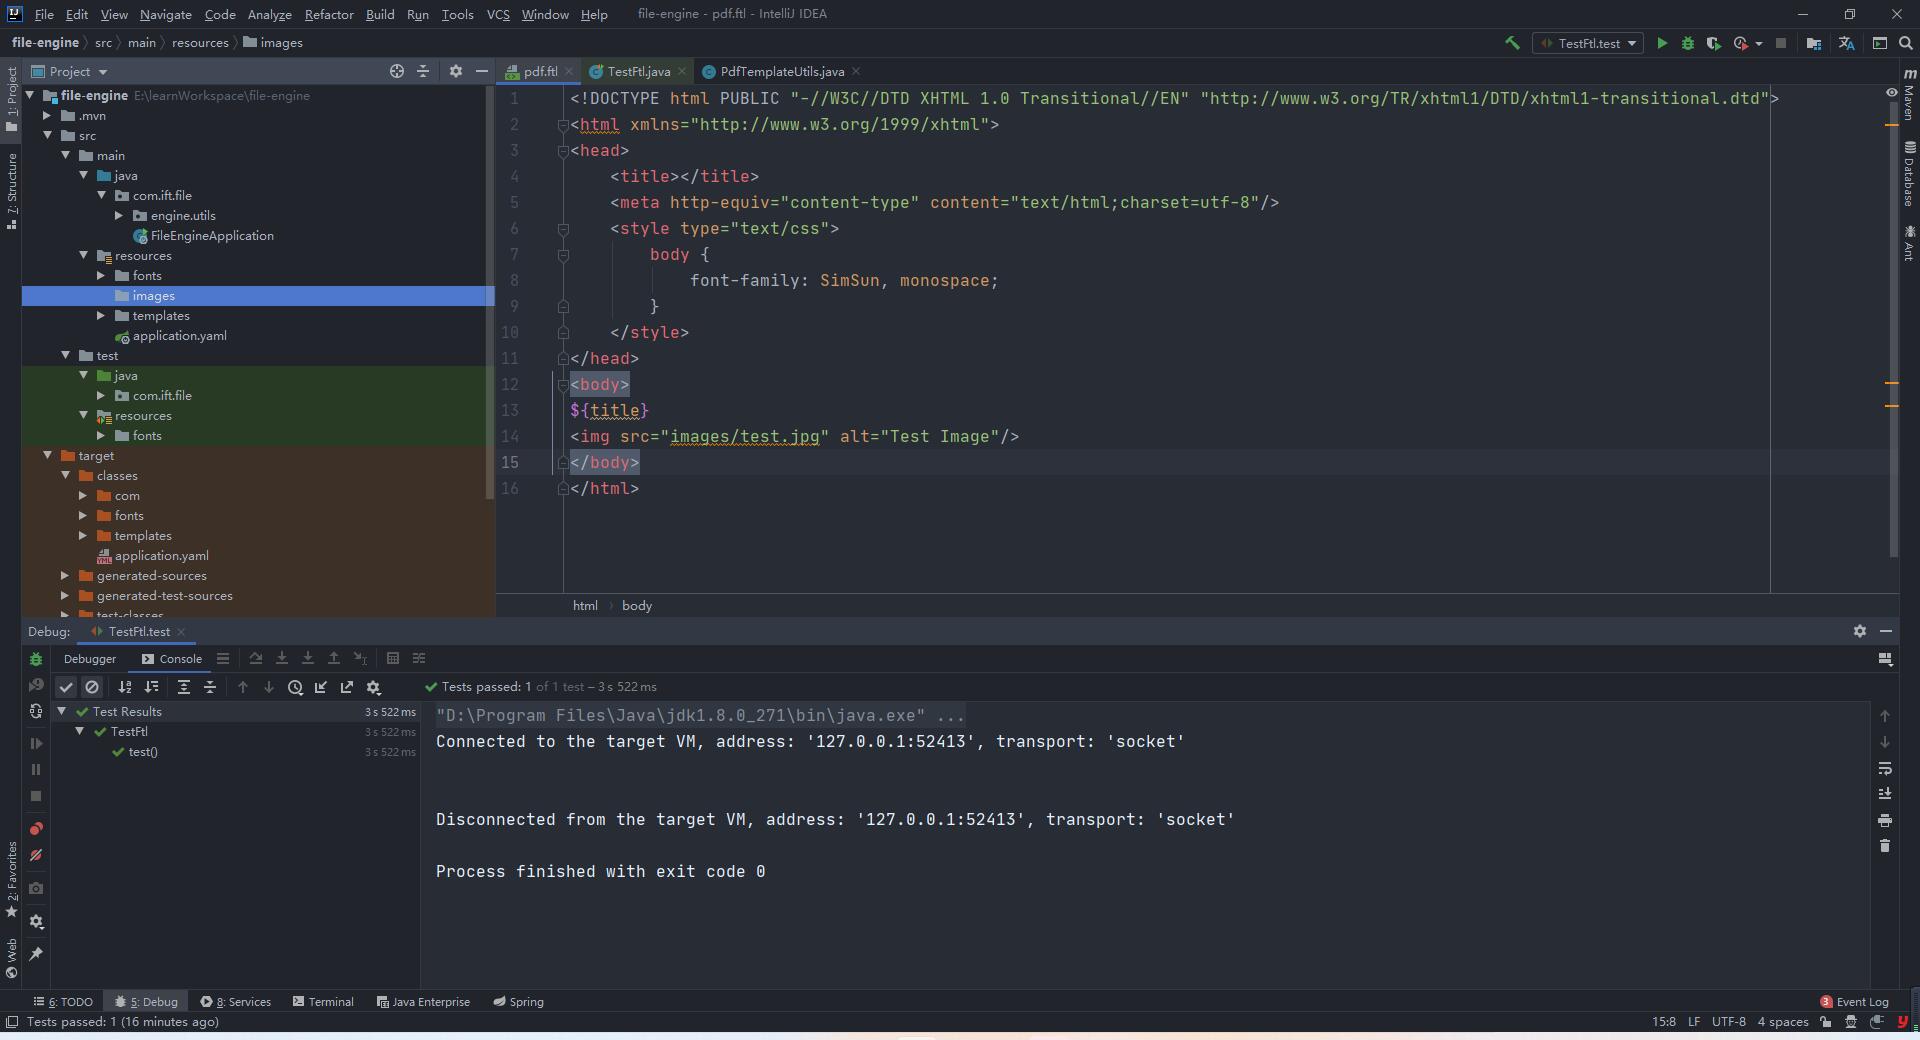 File Edit View Navigate Code Analyze Refactor Build Run Tools VCS Window Help file-engine - pdf.ftl - IntelliJ IDEA
file-engine src main resources images TestFtl.test
Project pdf.ftl TestFtl.java PdfTemplateUtils.java
1: Project
7: Structure
2: Favorites
Web
Maven
Database
Ant
file-engine E:\learnWorkspace\file-engine
.mvn
src
main
java
com.ift.file
engine.utils
FileEngineApplication
resources
fonts
images
templates
application.yaml
test
java
com.ift.file
resources
fonts
target
classes
com
fonts
templates
application.yaml
generated-sources
generated-test-sources
test-classes
1 <!DOCTYPE html PUBLIC "-//W3C//DTD XHTML 1.0 Transitional//EN" "http://www.w3.org/TR/xhtml1/DTD/xhtml1-transitional.dtd">
2 <html xmlns="http://www.w3.org/1999/xhtml">
3 <head>
4 <title></title>
5 <meta http-equiv="content-type" content="text/html;charset=utf-8"/>
6 <style type="text/css">
7 body {
8 font-family: SimSun, monospace;
9 }
10 </style>
11 </head>
12 <body>
13 ${title}
14 <img src="images/test.jpg" alt="Test Image"/>
15 </body>
16 </html>
html body
Debug: TestFtl.test
Debugger Console
Tests passed: 1 of 1 test – 3 s 522 ms
Test Results 3 s 522 ms
TestFtl 3 s 522 ms
test() 3 s 522 ms
"D:\Program Files\Java\jdk1.8.0_271\bin\java.exe" ...
Connected to the target VM, address: '127.0.0.1:52413', transport: 'socket'
Disconnected from the target VM, address: '127.0.0.1:52413', transport: 'socket'
Process finished with exit code 0
6: TODO 5: Debug 8: Services Terminal Java Enterprise Spring 3 Event Log
Tests passed: 1 (16 minutes ago) 15:8 LF UTF-8 4 spaces